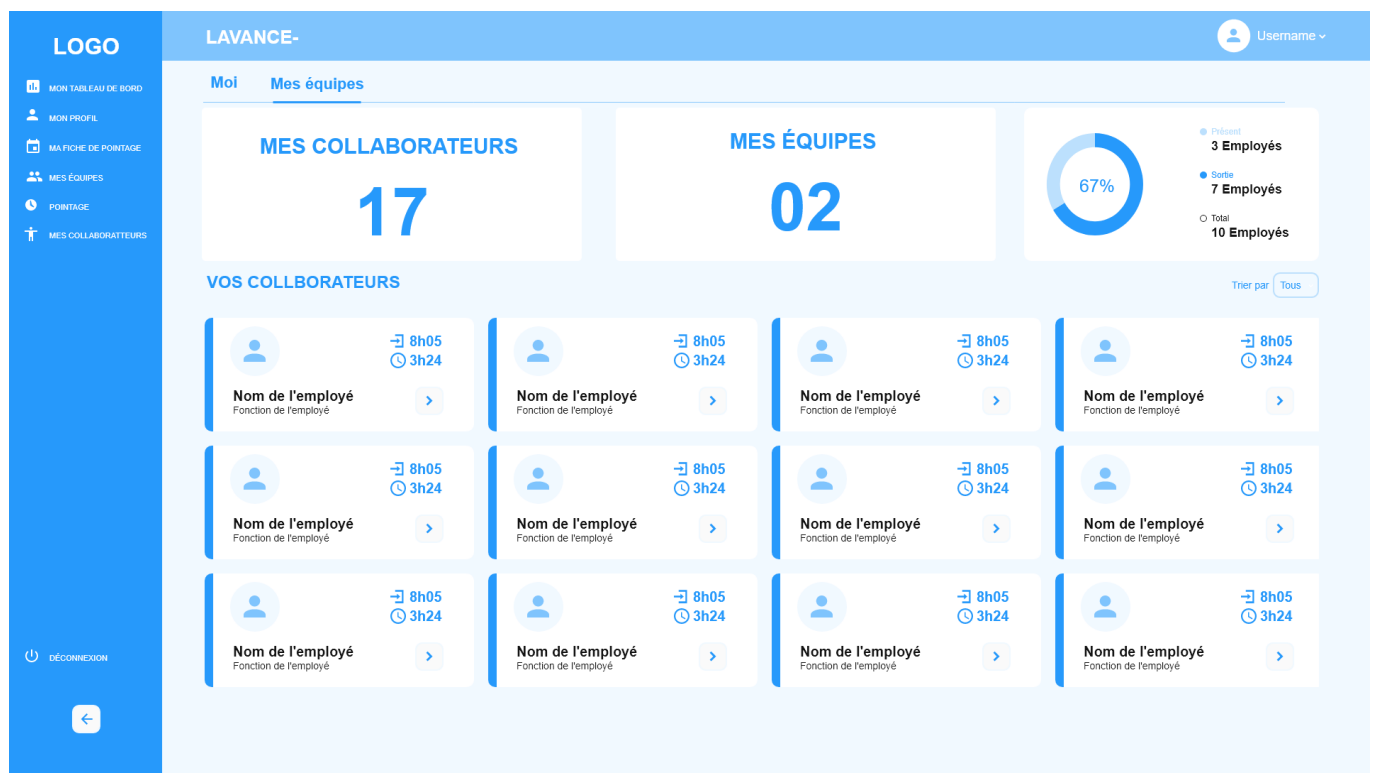 LOGO
MON TABLEAU DE BORD
MON PROFIL
MA FICHE DE POINTAGE
MES ÉQUIPES
POINTAGE
MES COLLABORATTEURS
DÉCONNEXION
LAVANCE-
Username
Moi
Mes équipes
MES COLLABORATEURS
17
MES ÉQUIPES
02
67%
Précent
3 Employés
Sortie
7 Employés
Total
10 Employés
VOS COLLBORATEURS
Trier par
Tous
8h05
3h24
Nom de l'employé
Fonction de l'employé
8h05
3h24
Nom de l'employé
Fonction de l'employé
8h05
3h24
Nom de l'employé
Fonction de l'employé
8h05
3h24
Nom de l'employé
Fonction de l'employé
8h05
3h24
Nom de l'employé
Fonction de l'employé
8h05
3h24
Nom de l'employé
Fonction de l'employé
8h05
3h24
Nom de l'employé
Fonction de l'employé
8h05
3h24
Nom de l'employé
Fonction de l'employé
8h05
3h24
Nom de l'employé
Fonction de l'employé
8h05
3h24
Nom de l'employé
Fonction de l'employé
8h05
3h24
Nom de l'employé
Fonction de l'employé
8h05
3h24
Nom de l'employé
Fonction de l'employé